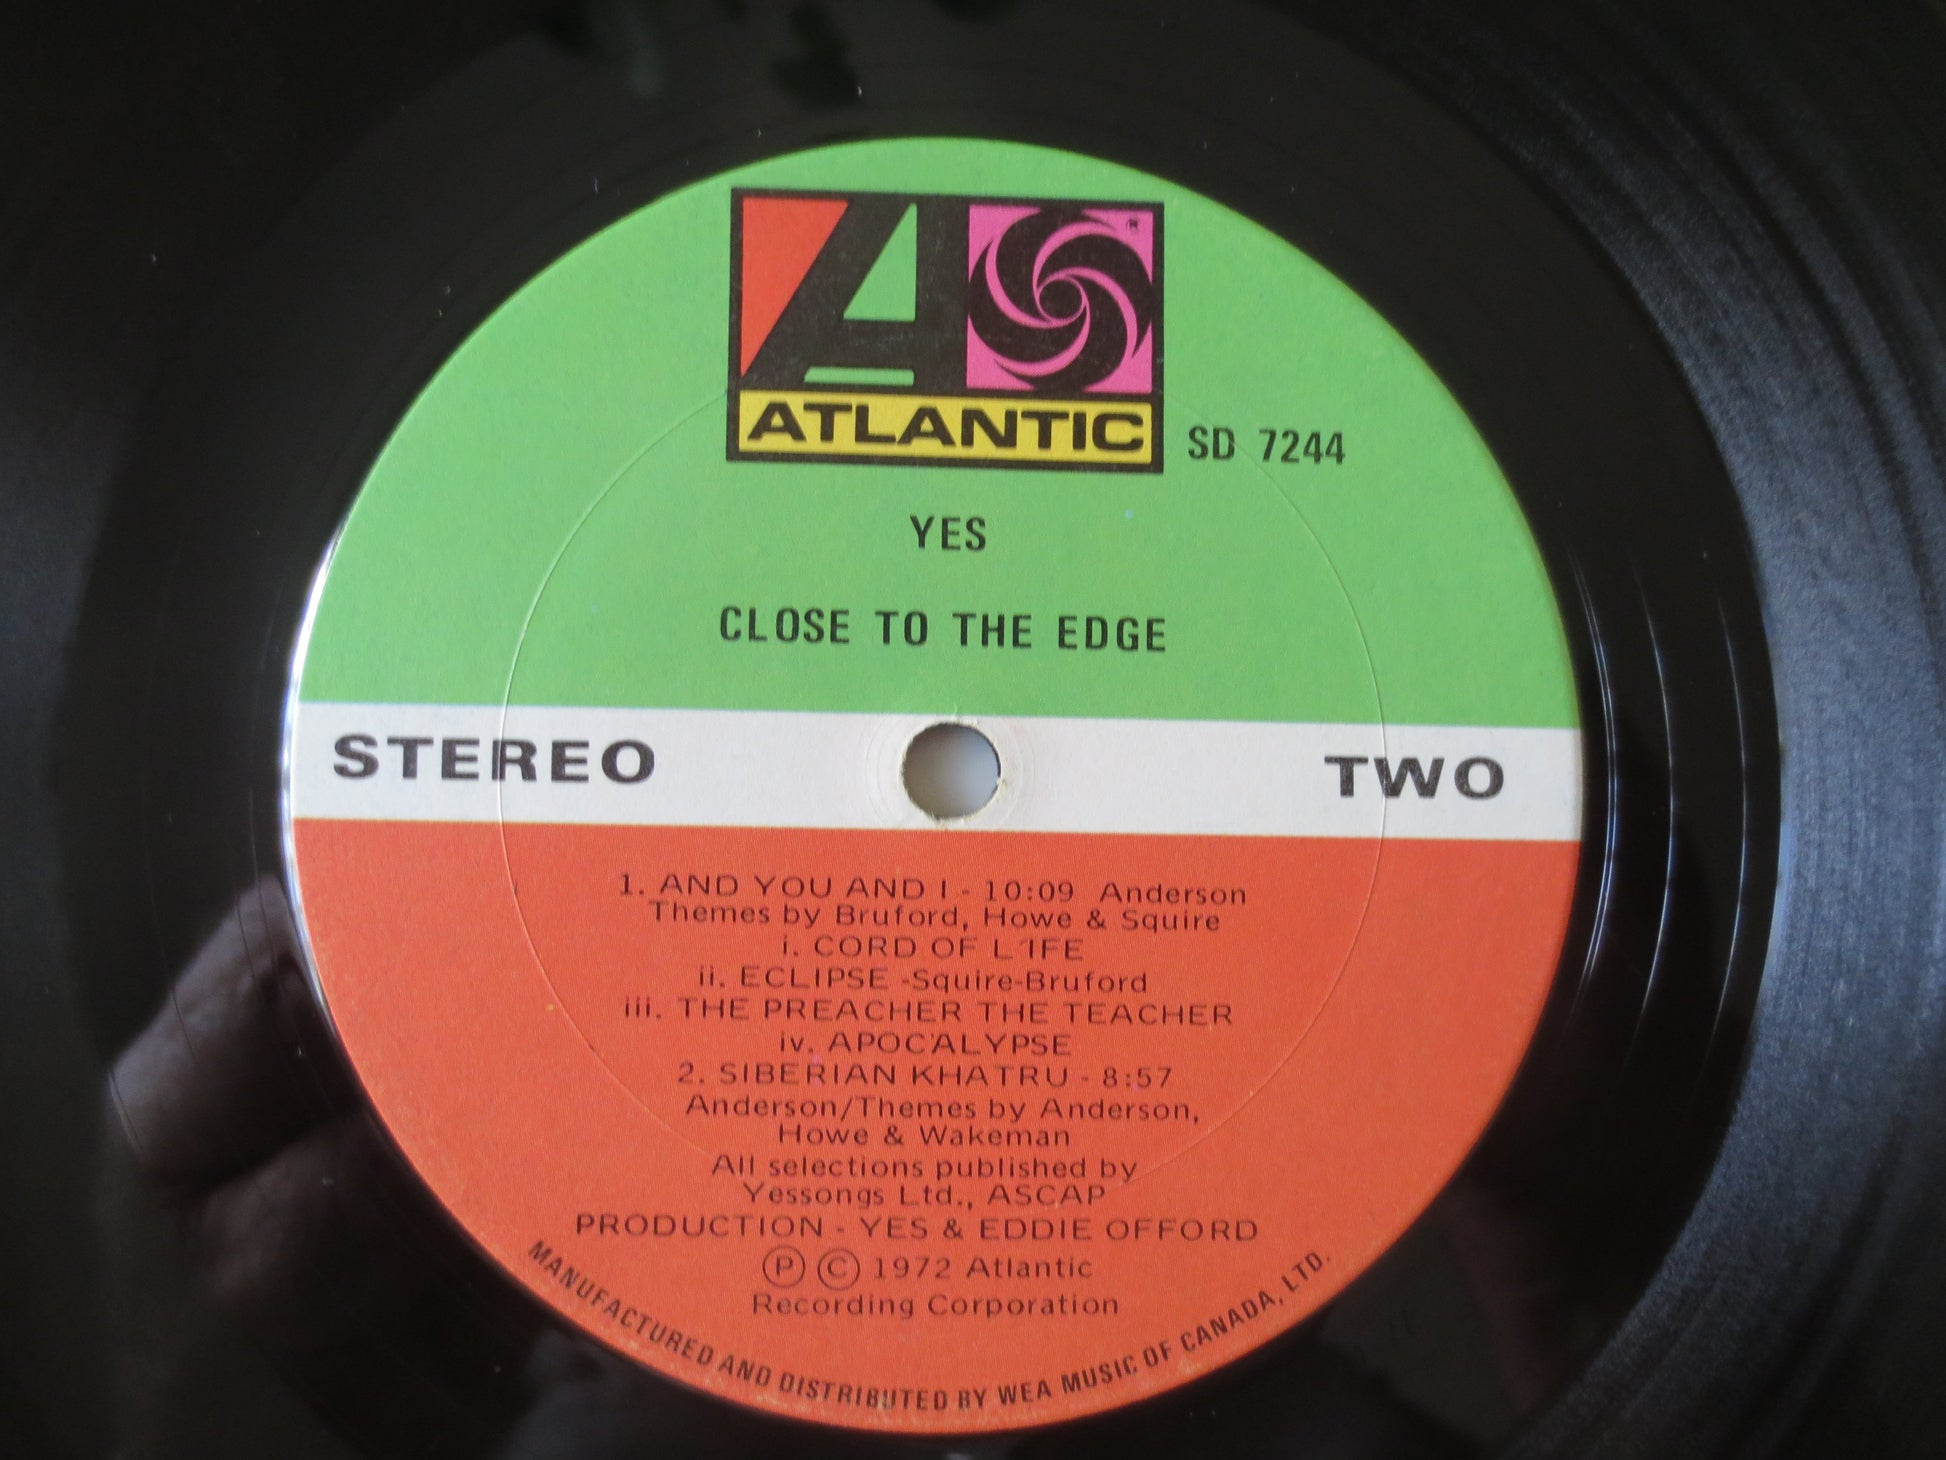 ATLANTIC
SD 7244
YES
CLOSE TO THE EDGE
STEREO
TWO
1. AND YOU AND I - 10:09 Anderson
Themes by Bruford, Howe & Squire
i. CORD OF LIFE
ii. ECLIPSE -Squire-Bruford
iii. THE PREACHER THE TEACHER
iv. APOCALYPSE
2. SIBERIAN KHATRU - 8:57
Anderson/Themes by Anderson,
Howe & Wakeman
All selections published by
Yessongs Ltd., ASCAP
PRODUCTION - YES & EDDIE OFFORD
Ⓟ Ⓒ 1972 Atlantic
Recording Corporation
MANUFACTURED AND DISTRIBUTED BY WEA MUSIC OF CANADA, LTD.